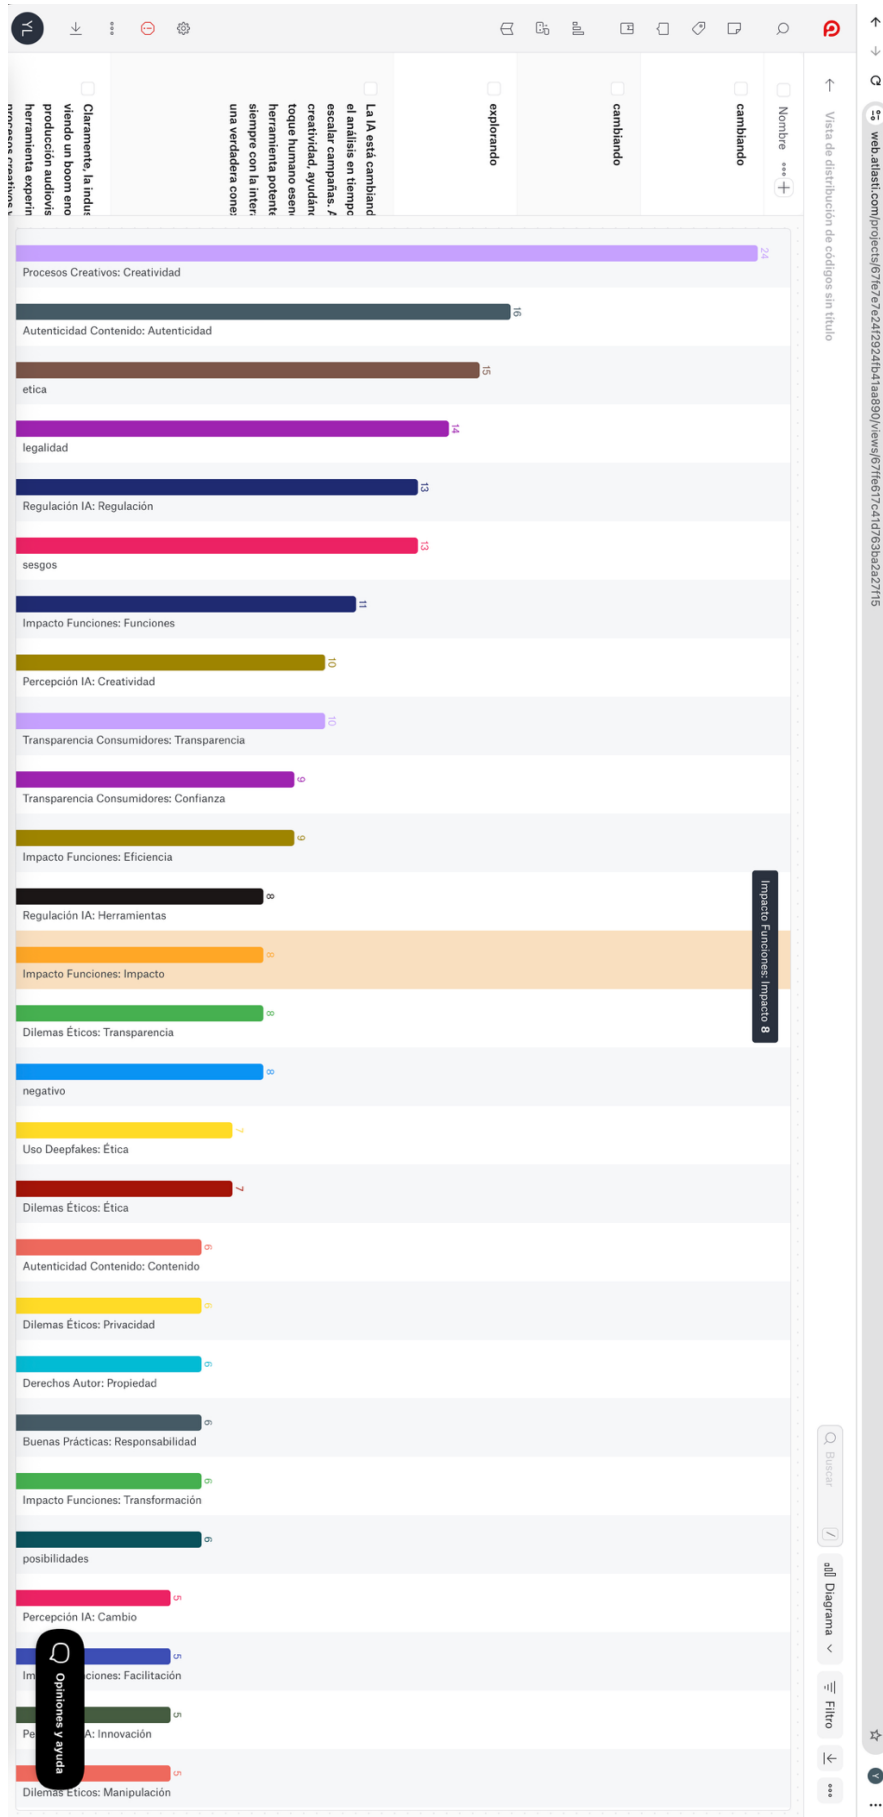 web.atlasti.com/projects/67fe7e7e24f2924fb41aa890/views/67ffe617c41d763ba2a27f15
Y
Vista de distribución de códigos sin título
Buscar
/
Diagrama
Filtro
YL
Nombre
cambiando
cambiando
explorando
La IA está cambiand
el análisis en tiempo
escalar campañas. A
creatividad, ayudánd
toque humano esen
herramienta potente
siempre con la inter
una verdadera cone
Claramente, la indus
viendo un boom eno
producción audiovis
herramienta experin
procesos creativos y
24
Procesos Creativos: Creatividad
16
Autenticidad Contenido: Autenticidad
15
etica
14
legalidad
13
Regulación IA: Regulación
13
sesgos
11
Impacto Funciones: Funciones
10
Percepción IA: Creatividad
10
Transparencia Consumidores: Transparencia
9
Transparencia Consumidores: Confianza
9
Impacto Funciones: Eficiencia
8
Regulación IA: Herramientas
Impacto Funciones: Impacto 8
8
Impacto Funciones: Impacto
8
Dilemas Éticos: Transparencia
8
negativo
7
Uso Deepfakes: Ética
7
Dilemas Éticos: Ética
6
Autenticidad Contenido: Contenido
6
Dilemas Éticos: Privacidad
6
Derechos Autor: Propiedad
6
Buenas Prácticas: Responsabilidad
6
Impacto Funciones: Transformación
6
posibilidades
5
Percepción IA: Cambio
5
Im ciones: Facilitación
5
Pe A: Innovación
5
Dilemas Éticos: Manipulación
Opiniones y ayuda